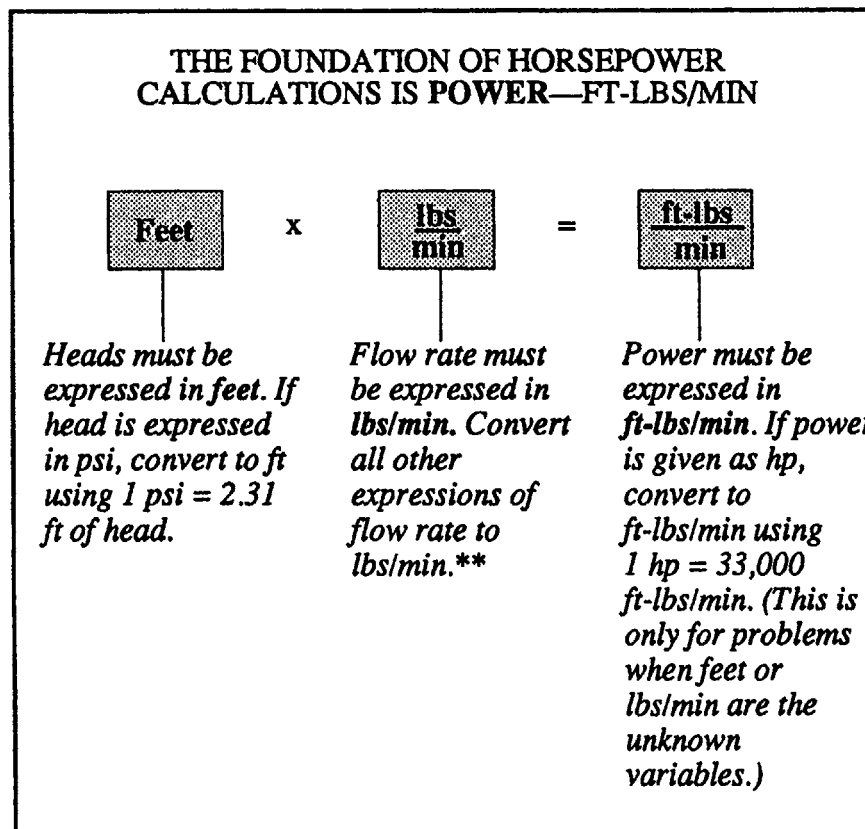 THE FOUNDATION OF HORSEPOWER
CALCULATIONS IS POWER—FT-LBS/MIN
Feet x lbs/min = ft-lbs/min
Heads must be
expressed in feet. If
head is expressed
in psi, convert to ft
using 1 psi = 2.31
ft of head.
Flow rate must
be expressed in
lbs/min. Convert
all other
expressions of
flow rate to
lbs/min.**
Power must be
expressed in
ft-lbs/min. If power
is given as hp,
convert to
ft-lbs/min using
1 hp = 33,000
ft-lbs/min. (This is
only for problems
when feet or
lbs/min are the
unknown
variables.)